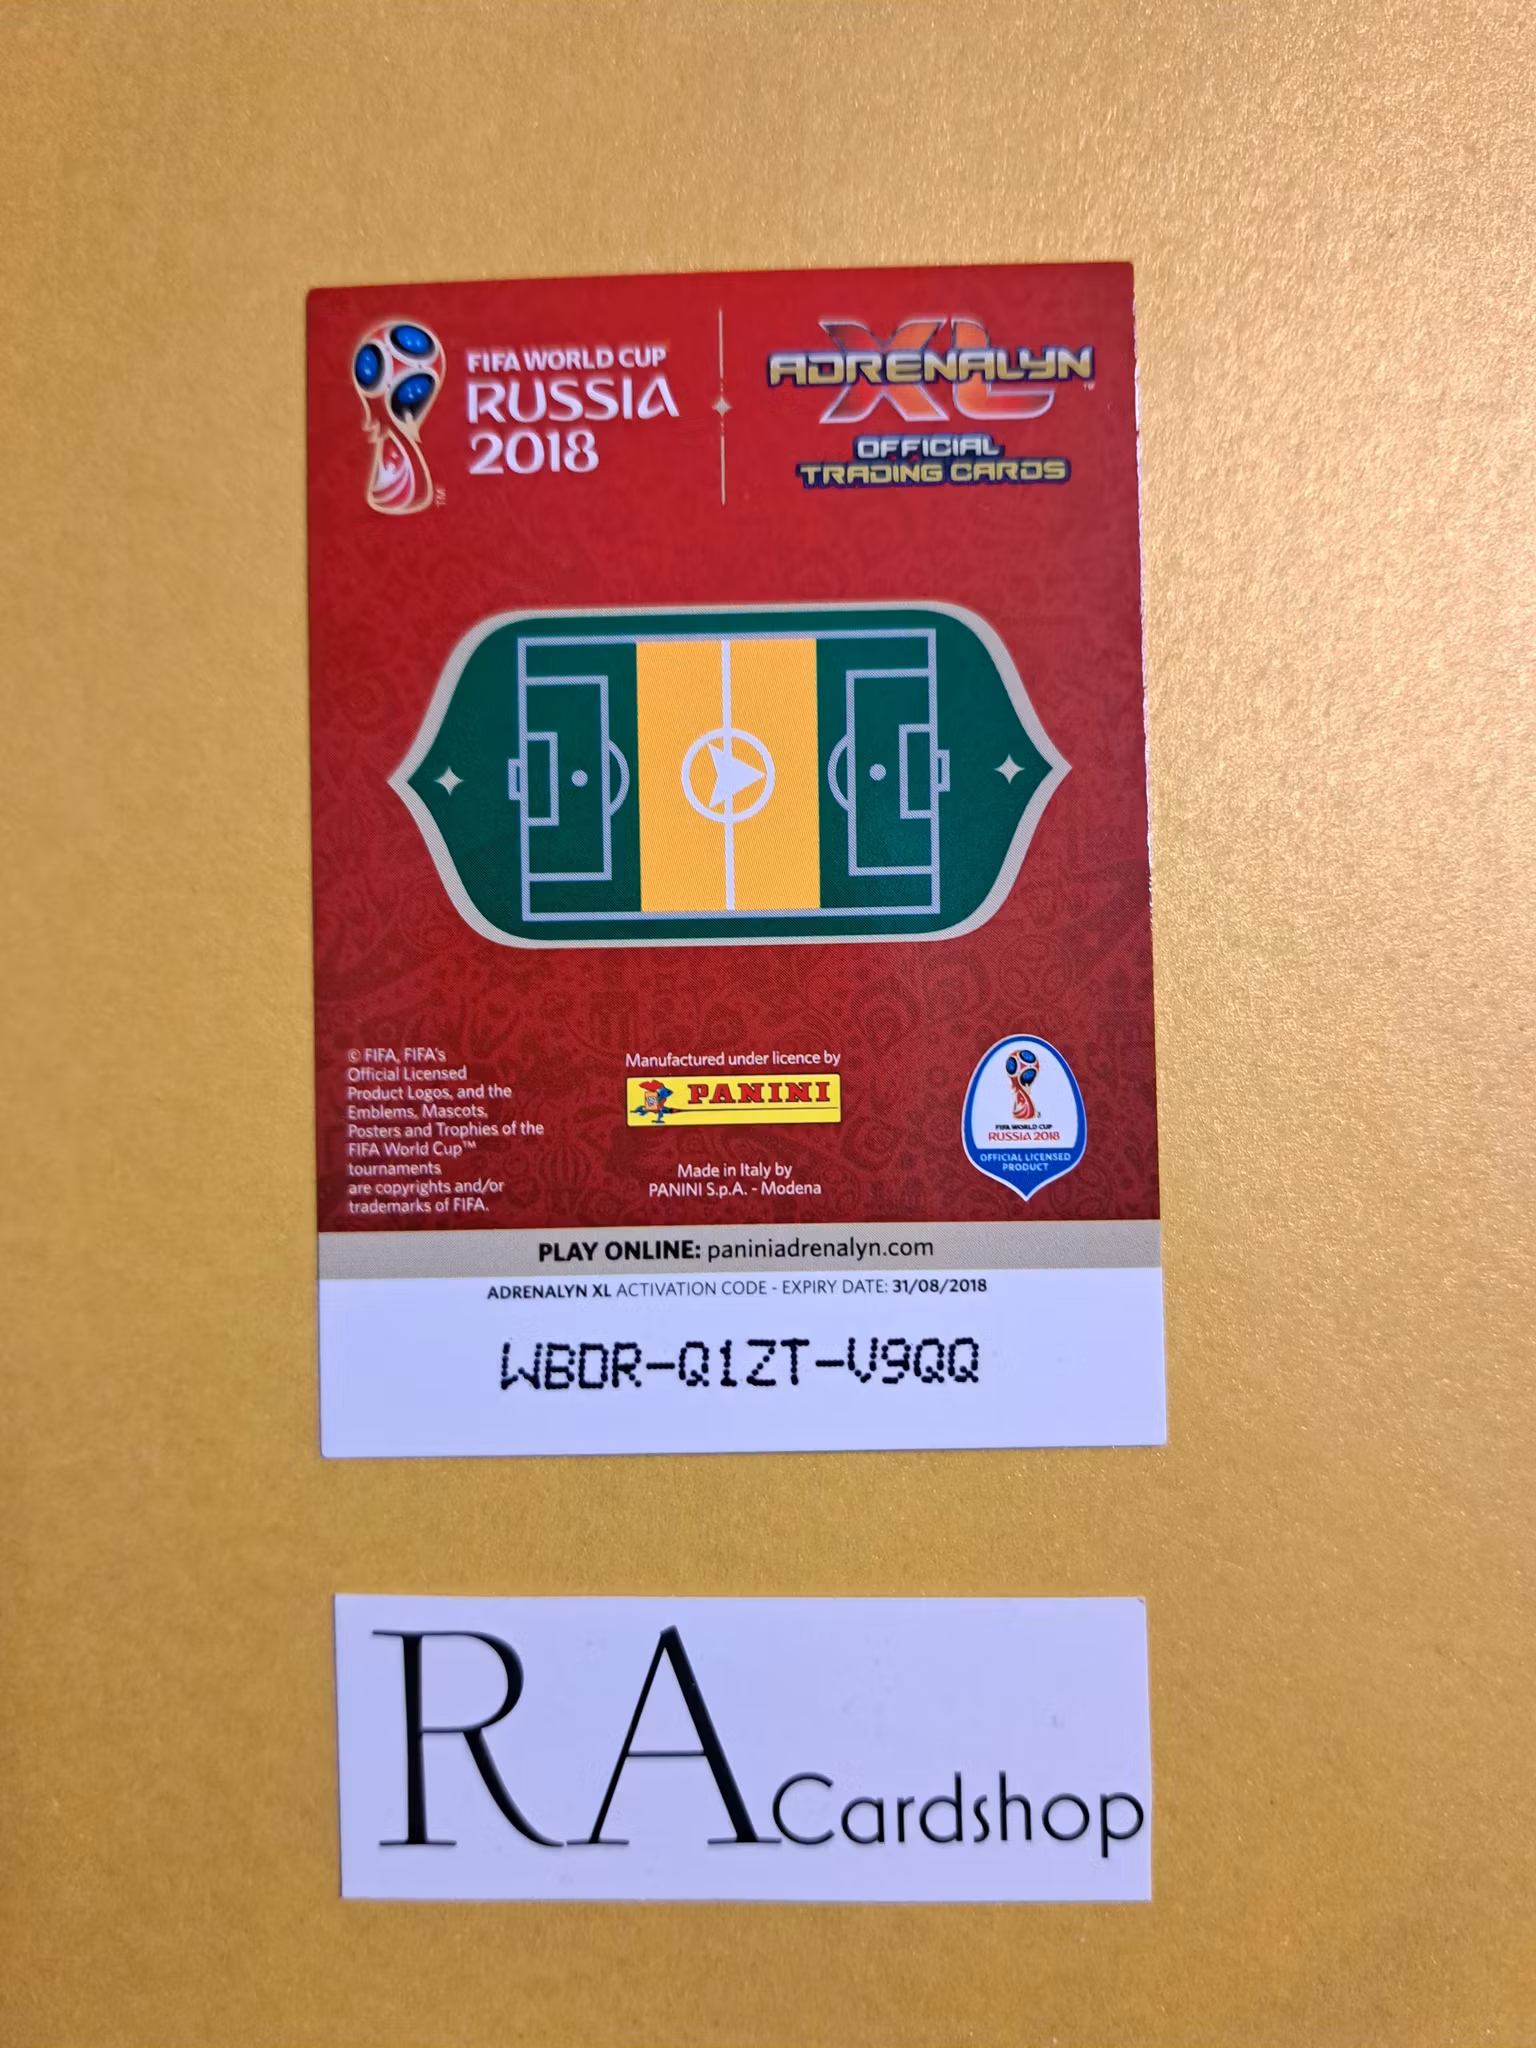 FIFA WORLD CUP
RUSSIA
2018
TM
ADRENALYN
XL
TM
OFFICIAL
TRADING CARDS
© FIFA, FIFA's
Official Licensed
Product Logos, and the
Emblems, Mascots,
Posters and Trophies of the
FIFA World Cup™
tournaments
are copyrights and/or
trademarks of FIFA.
Manufactured under licence by
PANINI
Made in Italy by
PANINI S.p.A. - Modena
FIFA WORLD CUP
RUSSIA 2018
OFFICIAL LICENSED
PRODUCT
PLAY ONLINE: paniniadrenalyn.com
ADRENALYN XL ACTIVATION CODE - EXPIRY DATE: 31/08/2018
WBDR-Q1ZT-V9QQ
RA Cardshop